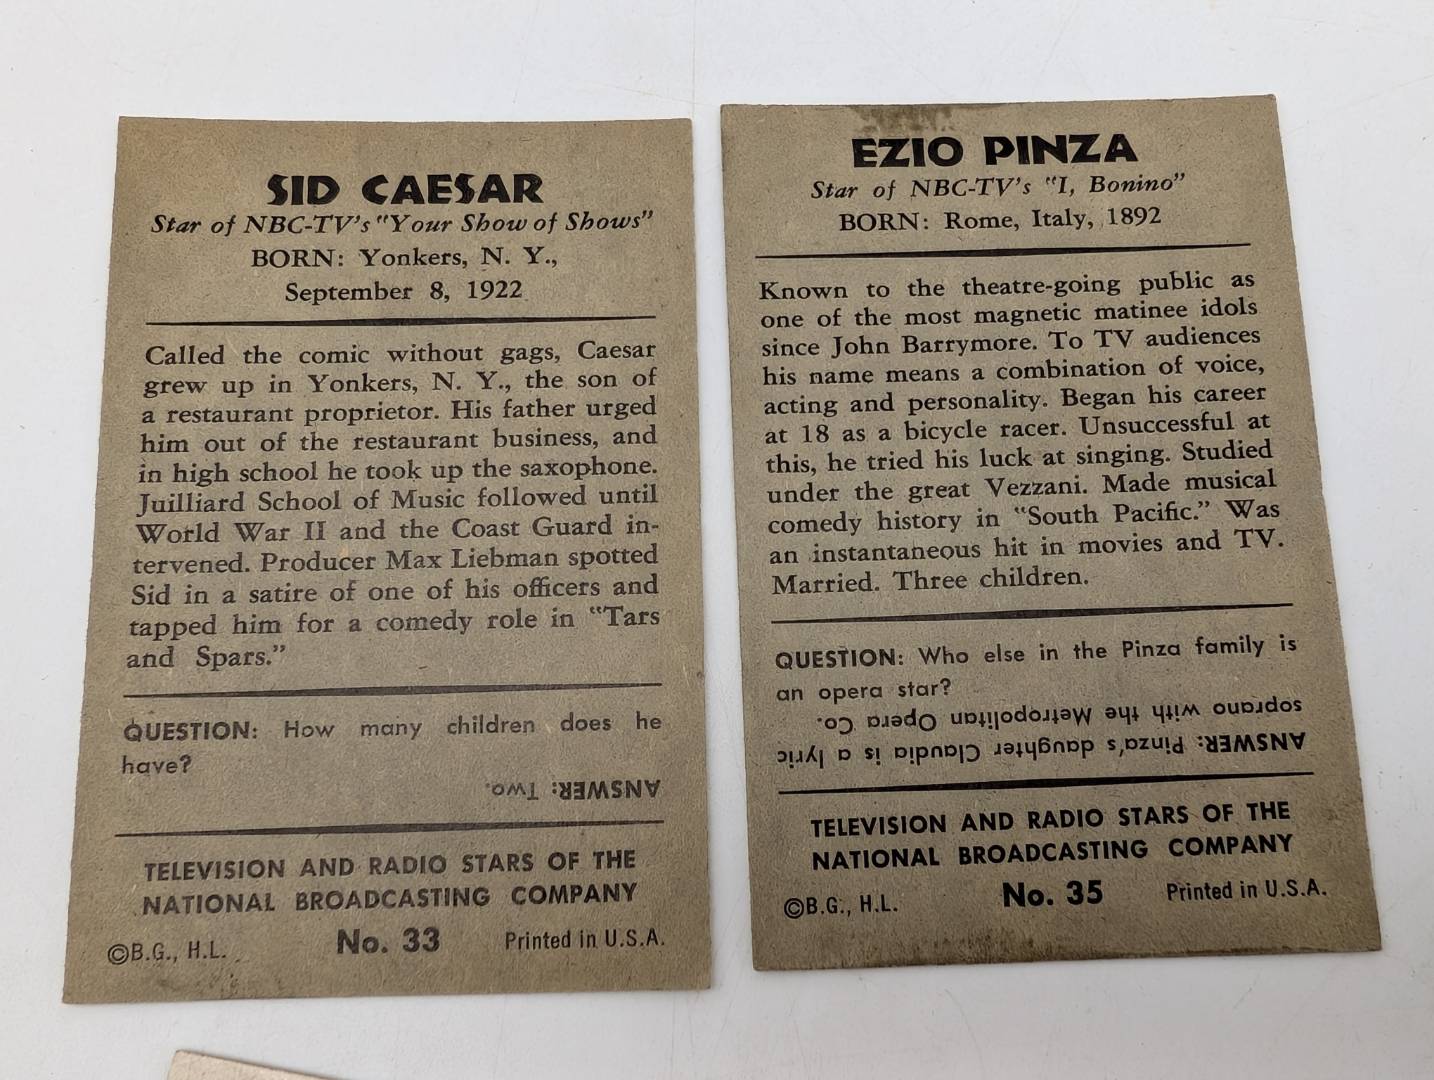 SID CAESAR
Star of NBC-TV's "Your Show of Shows"
BORN: Yonkers, N. Y.,
September 8, 1922
Called the comic without gags, Caesar
grew up in Yonkers, N. Y., the son of
a restaurant proprietor. His father urged
him out of the restaurant business, and
in high school he took up the saxophone.
Juilliard School of Music followed until
World War II and the Coast Guard in-
tervened. Producer Max Liebman spotted
Sid in a satire of one of his officers and
tapped him for a comedy role in "Tars
and Spars."
QUESTION: How many children does he
have?
ANSWER: Two.
TELEVISION AND RADIO STARS OF THE
NATIONAL BROADCASTING COMPANY
©B.G., H.L. No. 33 Printed in U.S.A.
EZIO PINZA
Star of NBC-TV's "I, Bonino"
BORN: Rome, Italy, 1892
Known to the theatre-going public as
one of the most magnetic matinee idols
since John Barrymore. To TV audiences
his name means a combination of voice,
acting and personality. Began his career
at 18 as a bicycle racer. Unsuccessful at
this, he tried his luck at singing. Studied
under the great Vezzani. Made musical
comedy history in "South Pacific." Was
an instantaneous hit in movies and TV.
Married. Three children.
QUESTION: Who else in the Pinza family is
an opera star?
ANSWER: Pinza's daughter Claudia is a lyric
soprano with the Metropolitan Opera Co.
TELEVISION AND RADIO STARS OF THE
NATIONAL BROADCASTING COMPANY
©B.G., H.L. No. 35 Printed in U.S.A.